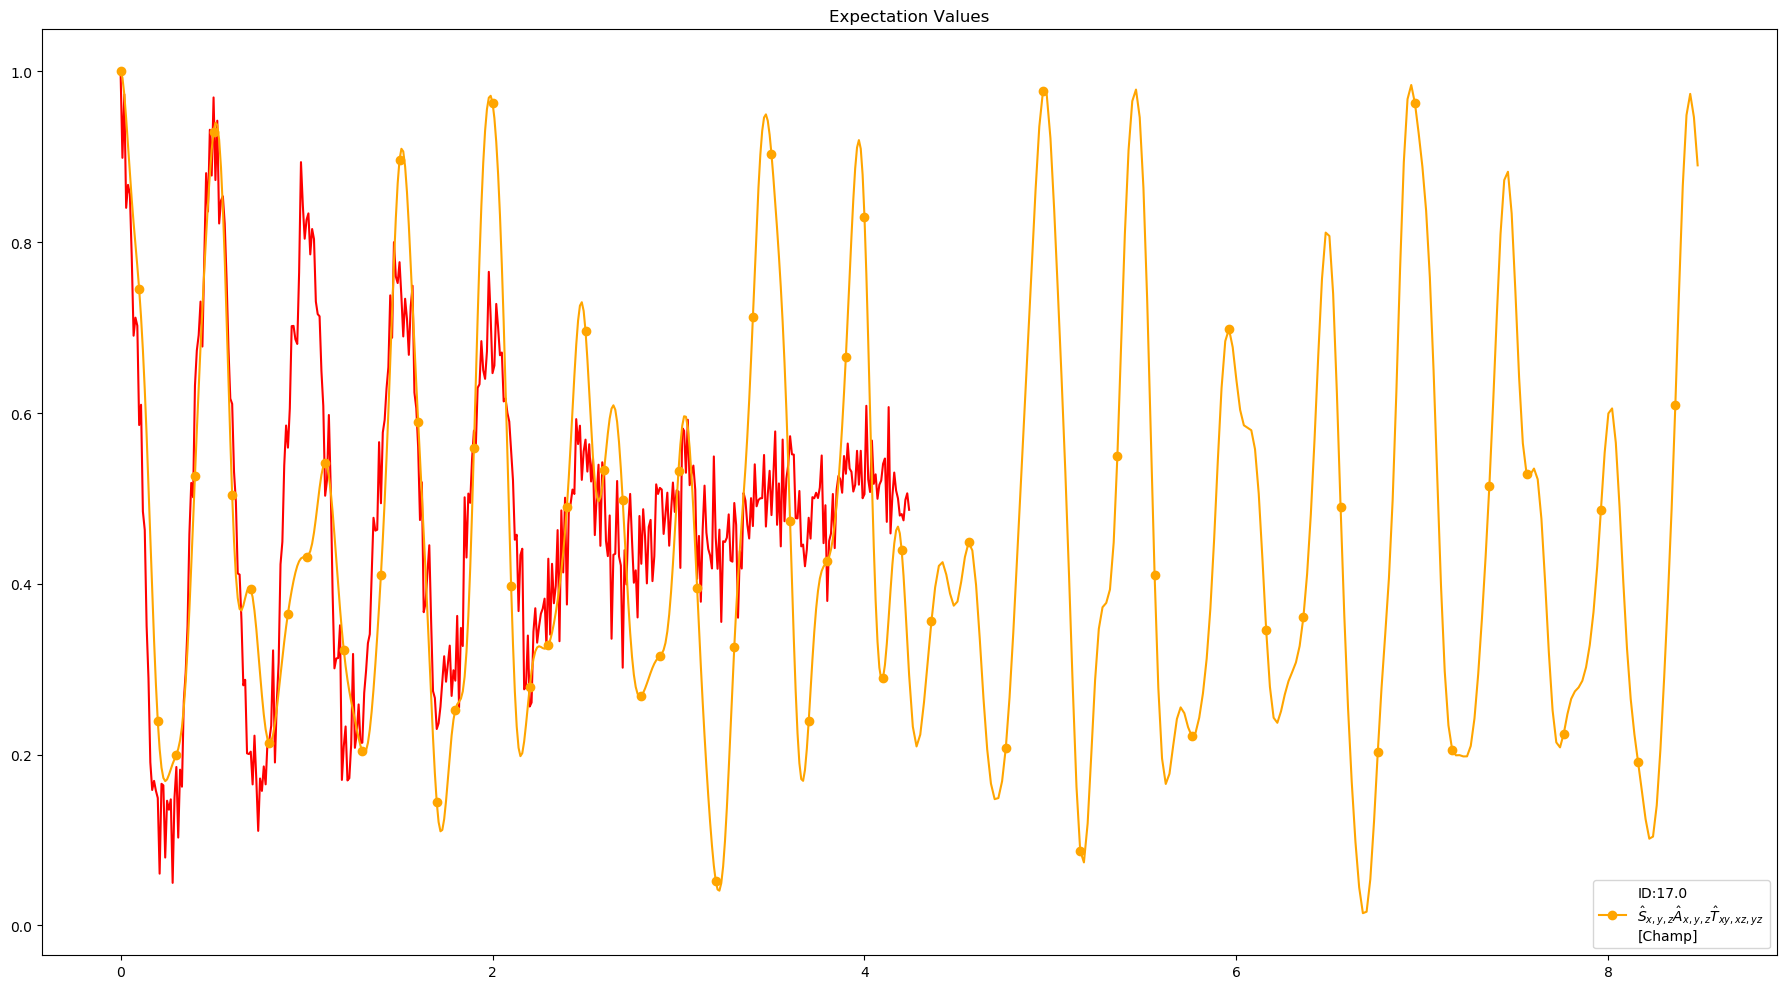 Expectation Values
1.0
0.8
0.6
0.4
0.2
0.0
0
2
4
6
8
ID:17.0
$\hat{S}_{x,y,z}\hat{A}_{x,y,z}\hat{T}_{xy,xz,yz}$
[Champ]